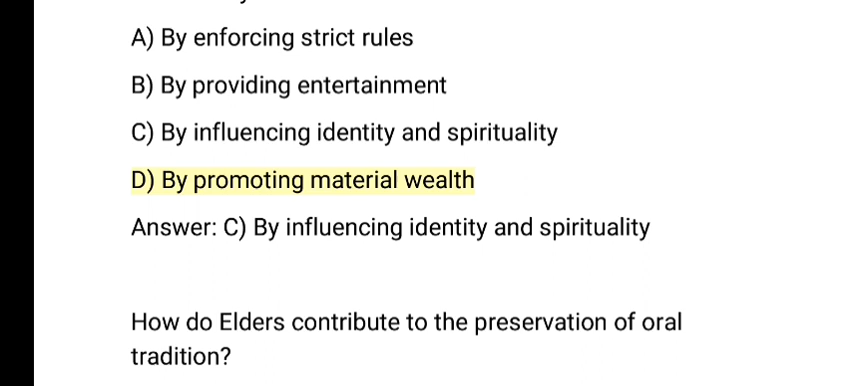 A) By enforcing strict rules
B) By providing entertainment
C) By influencing identity and spirituality
D) By promoting material wealth
Answer: C) By influencing identity and spirituality
How do Elders contribute to the preservation of oral
tradition?